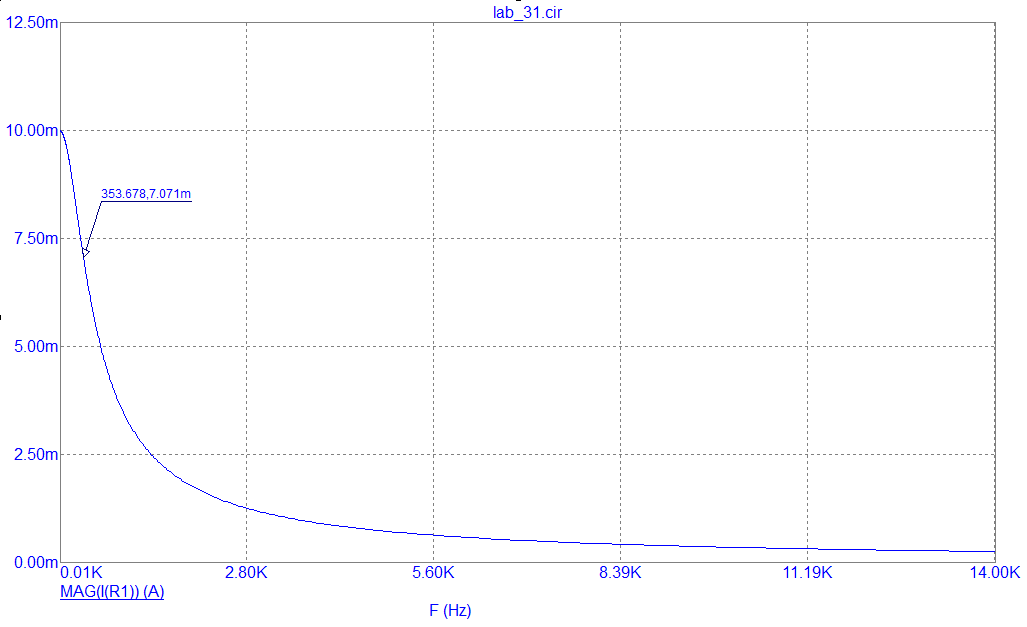 lab_31.cir
12.50m
10.00m
353.678,7.071m
7.50m
5.00m
2.50m
0.00m
0.01K 2.80K 5.60K 8.39K 11.19K 14.00K
MAG(I(R1)) (A)
F (Hz)